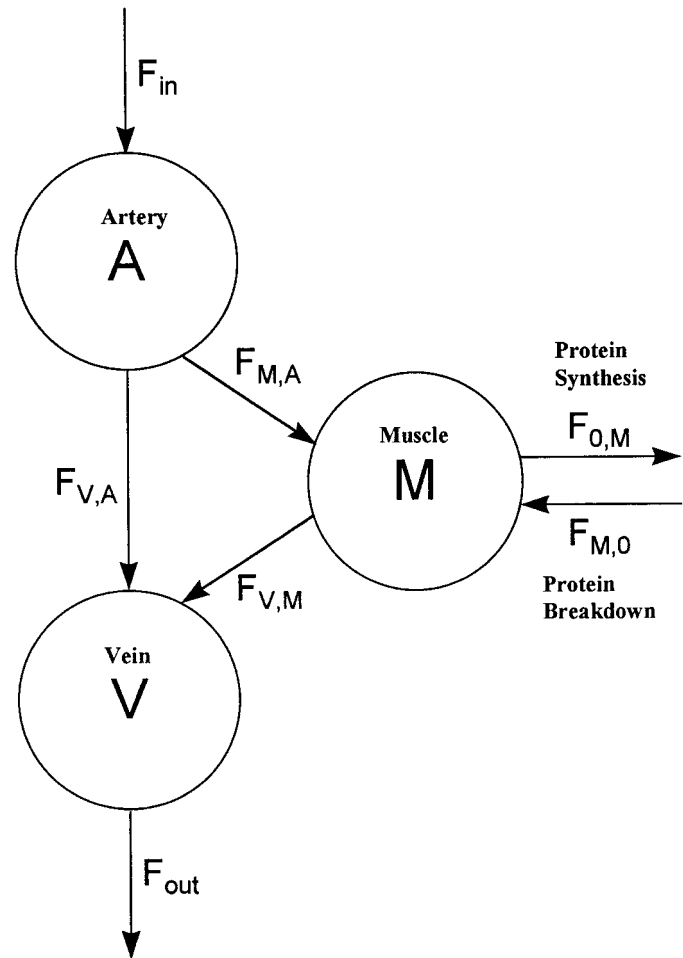 F_in
Artery
A
F_M,A
Protein
Synthesis
Muscle
F_0,M
M
F_V,A
F_M,0
F_V,M
Protein
Breakdown
Vein
V
F_out